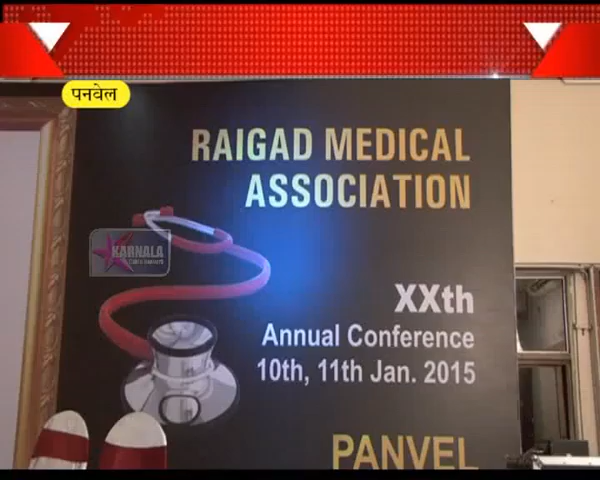 पनवेल
RAIGAD MEDICAL
ASSOCIATION
KARNALA
XXth
Annual Conference
10th, 11th Jan. 2015
PANVEL